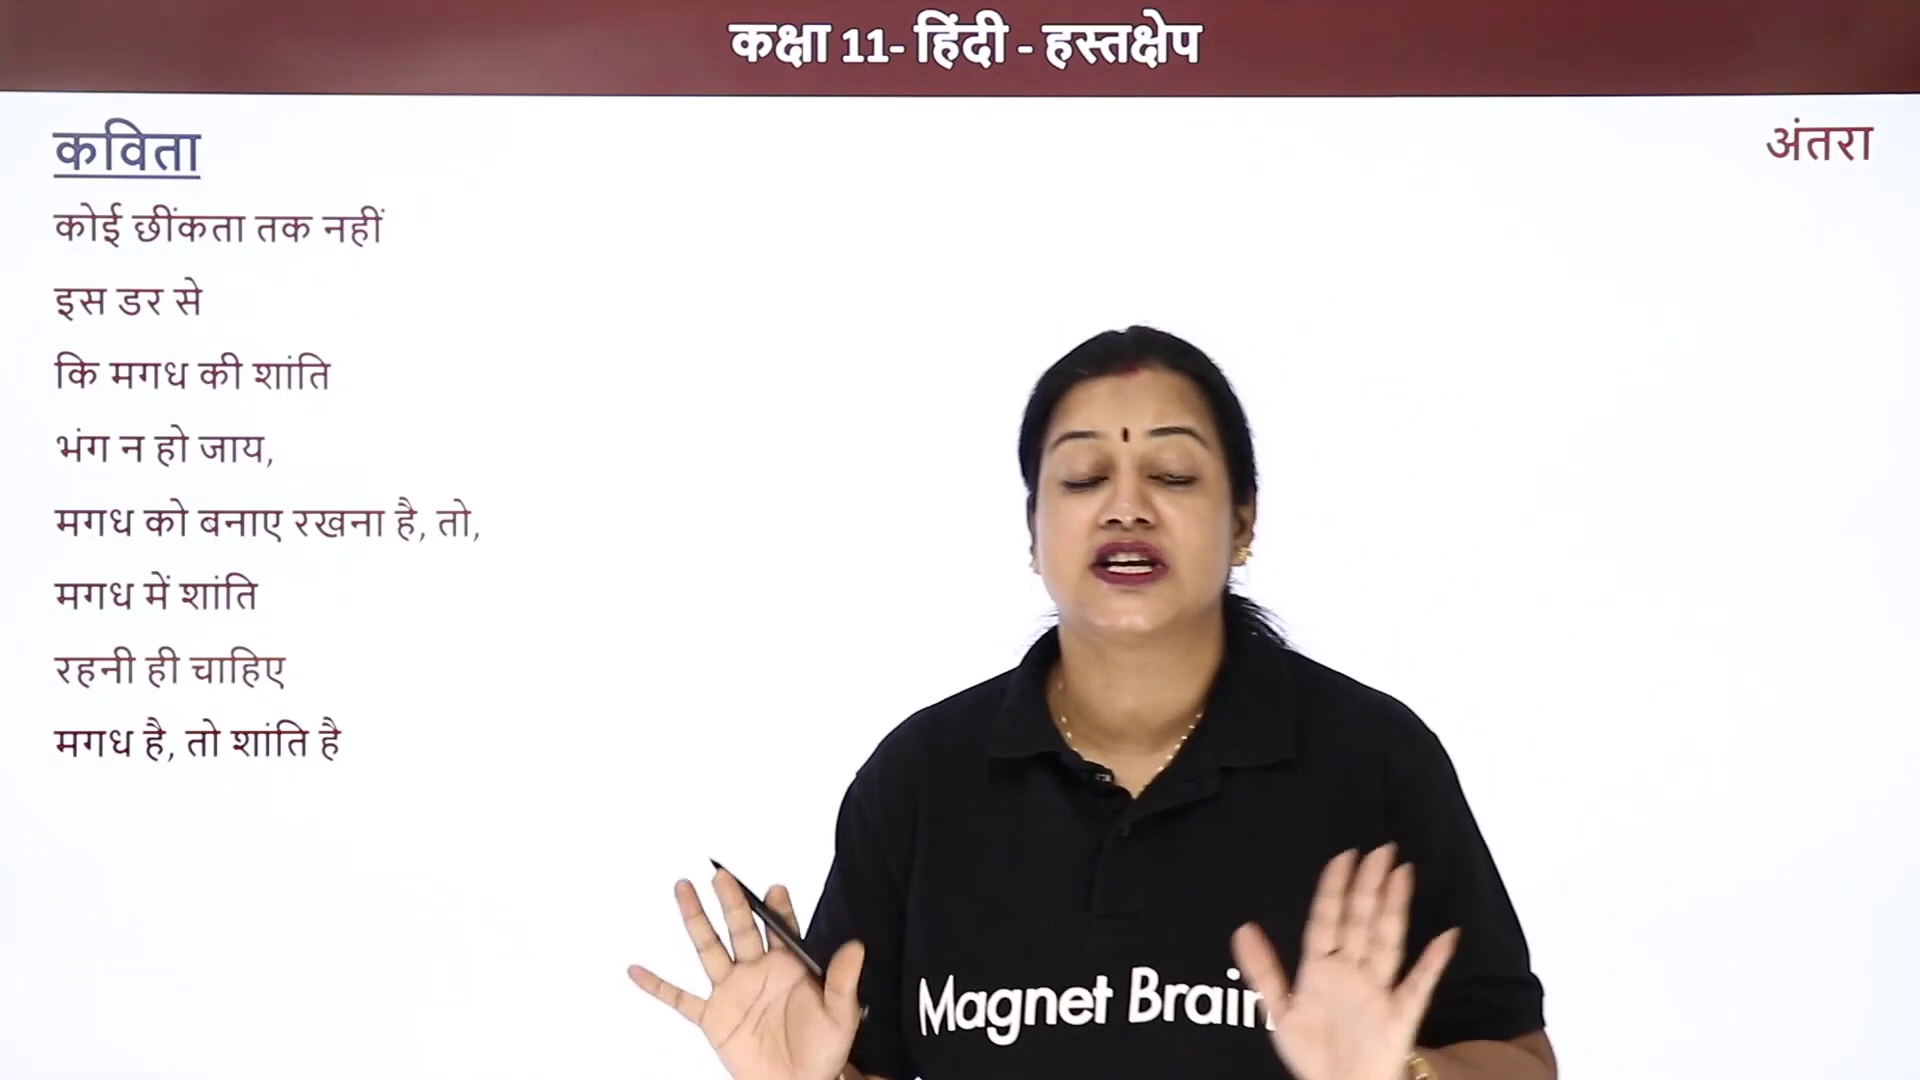 कक्षा 11- हिंदी - हस्तक्षेप
कविता
अंतरा
कोई छींकता तक नहीं
इस डर से
कि मगध की शांति
भंग न हो जाय,
मगध को बनाए रखना है, तो,
मगध में शांति
रहनी ही चाहिए
मगध है, तो शांति है
Magnet Brain